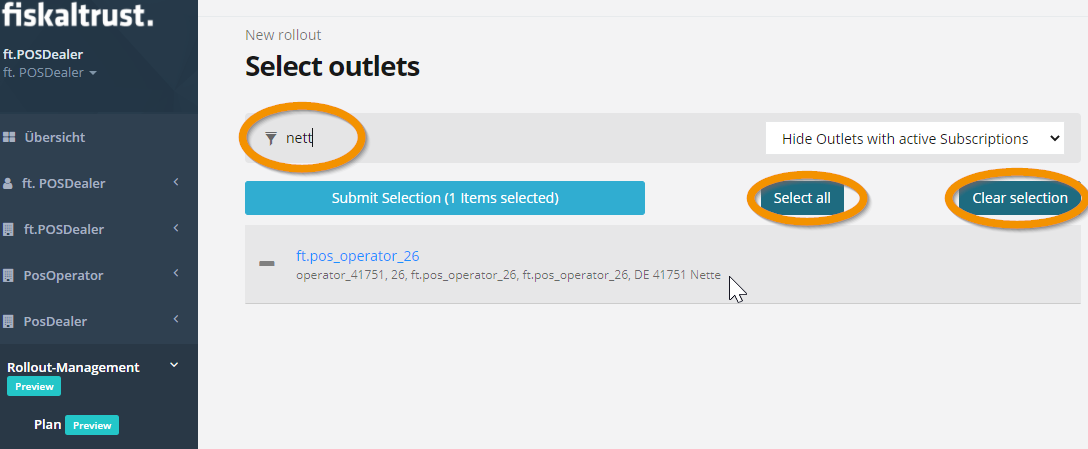 fiskaltrust.
ft.POSDealer
ft. POSDealer
Übersicht
ft. POSDealer
ft.POSDealer
PosOperator
PosDealer
Rollout-Management
Preview
Plan Preview
New rollout
Select outlets
nett
Hide Outlets with active Subscriptions
Submit Selection (1 Items selected)
Select all
Clear selection
ft.pos_operator_26
operator_41751, 26, ft.pos_operator_26, ft.pos_operator_26, DE 41751 Nette